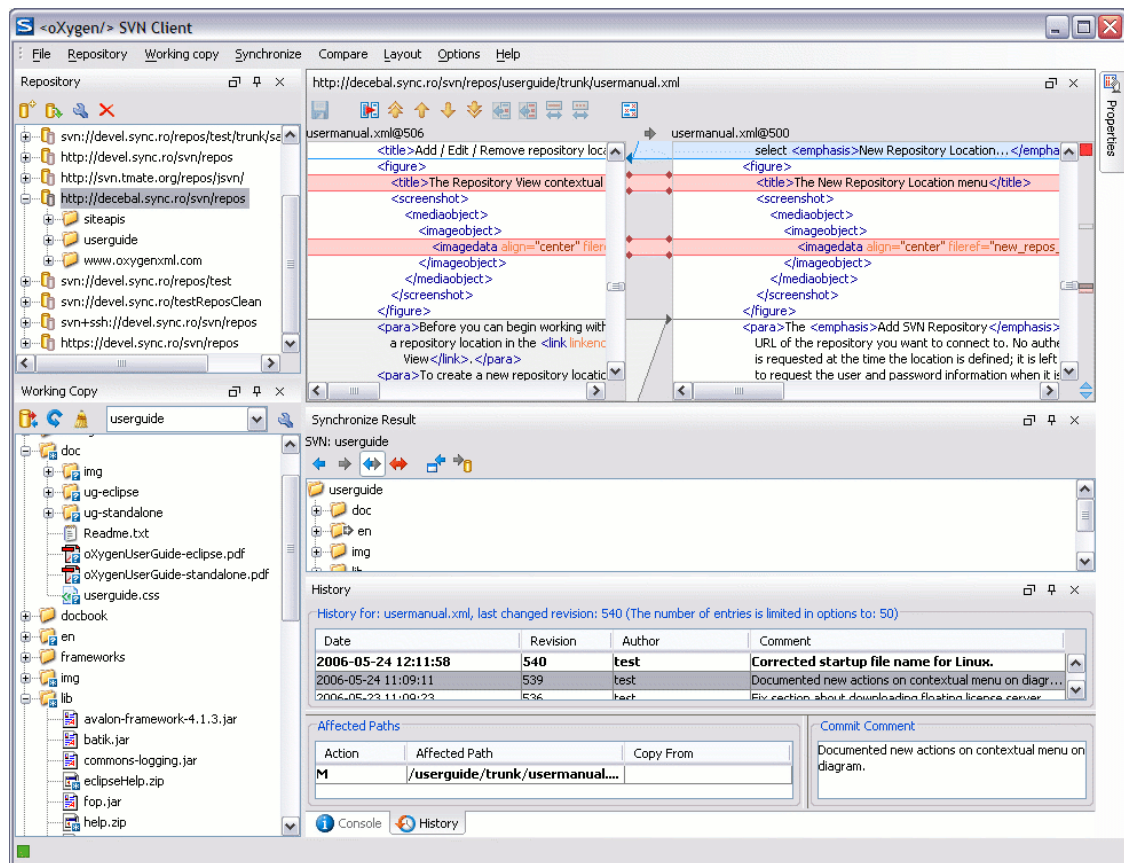 <oXygen/> SVN Client
File Repository Working copy Synchronize Compare Layout Options Help
Repository
svn://devel.sync.ro/repos/test/trunk/sa
http://devel.sync.ro/svn/repos
http://svn.tmate.org/repos/jsvn/
http://decebal.sync.ro/svn/repos
siteapis
userguide
www.oxygenxml.com
svn://devel.sync.ro/repos/test
svn://devel.sync.ro/testReposClean
svn+ssh://devel.sync.ro/svn/repos
https://devel.sync.ro/svn/repos
Working Copy
userguide
doc
img
ug-eclipse
ug-standalone
Readme.txt
oXygenUserGuide-eclipse.pdf
oXygenUserGuide-standalone.pdf
userguide.css
docbook
en
frameworks
img
lib
avalon-framework-4.1.3.jar
batik.jar
commons-logging.jar
eclipseHelp.zip
fop.jar
help.zip
http://decebal.sync.ro/svn/repos/userguide/trunk/usermanual.xml
usermanual.xml@506
<title>Add / Edit / Remove repository loca
<figure>
<title>The Repository View contextual
<screenshot>
<mediaobject>
<imageobject>
<imagedata align="center" filere
</imageobject>
</mediaobject>
</screenshot>
</figure>
<para>Before you can begin working with
a repository location in the <link linkend
View</link>.</para>
<para>To create a new repository locatic
usermanual.xml@500
select <emphasis>New Repository Location...</empha
<figure>
<title>The New Repository Location menu</title>
<screenshot>
<mediaobject>
<imageobject>
<imagedata align="center" fileref="new_repos_
</imageobject>
</mediaobject>
</screenshot>
</figure>
<para>The <emphasis>Add SVN Repository</emphasis>
URL of the repository you want to connect to. No authe
is requested at the time the location is defined; it is left
to request the user and password information when it is
Properties
Synchronize Result
SVN: userguide
userguide
doc
en
img
lib
History
History for: usermanual.xml, last changed revision: 540 (The number of entries is limited in options to: 50)
Date Revision Author Comment
2006-05-24 12:11:58 540 test Corrected startup file name for Linux.
2006-05-24 11:09:11 539 test Documented new actions on contextual menu on diagr...
2006-05-23 11:09:23 536 test Fix section about downloading floating license server
Affected Paths
Action Affected Path Copy From
M /userguide/trunk/usermanual....
Commit Comment
Documented new actions on contextual menu on
diagram.
Console History